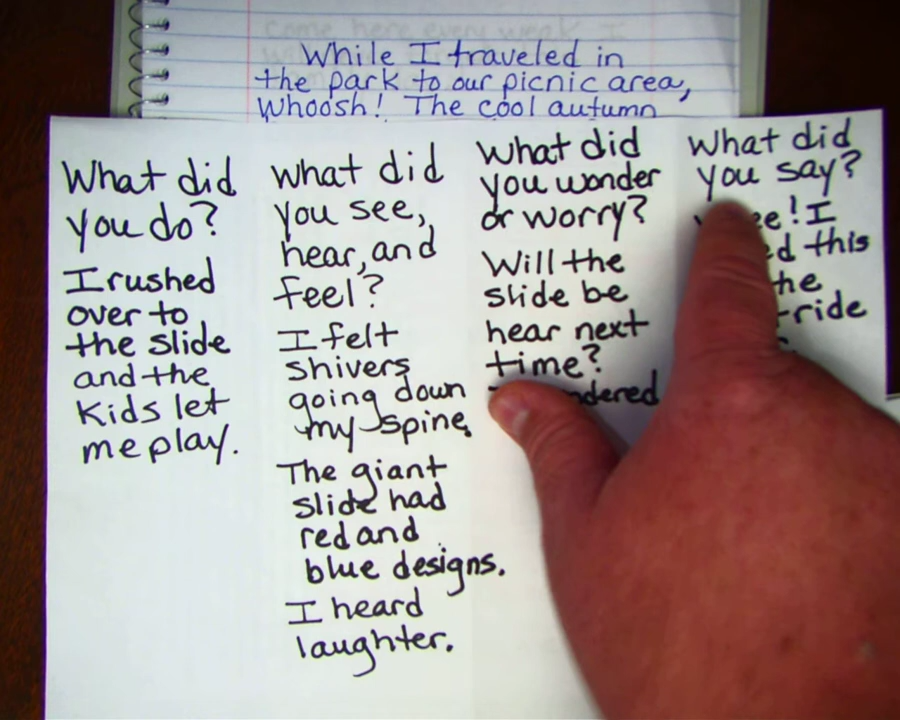 While I traveled in
the park to our picnic area,
Whoosh! The cool autumn
What did
you do?
I rushed
over to
the slide
and the
kids let
me play.
What did
you see,
hear, and
feel?
I felt
shivers
going down
my spine.
The giant
slide had
red and
blue designs.
I heard
laughter.
What did
you wonder
or worry?
Will the
slide be
hear next
time?
What did
you say?
I
this
ride